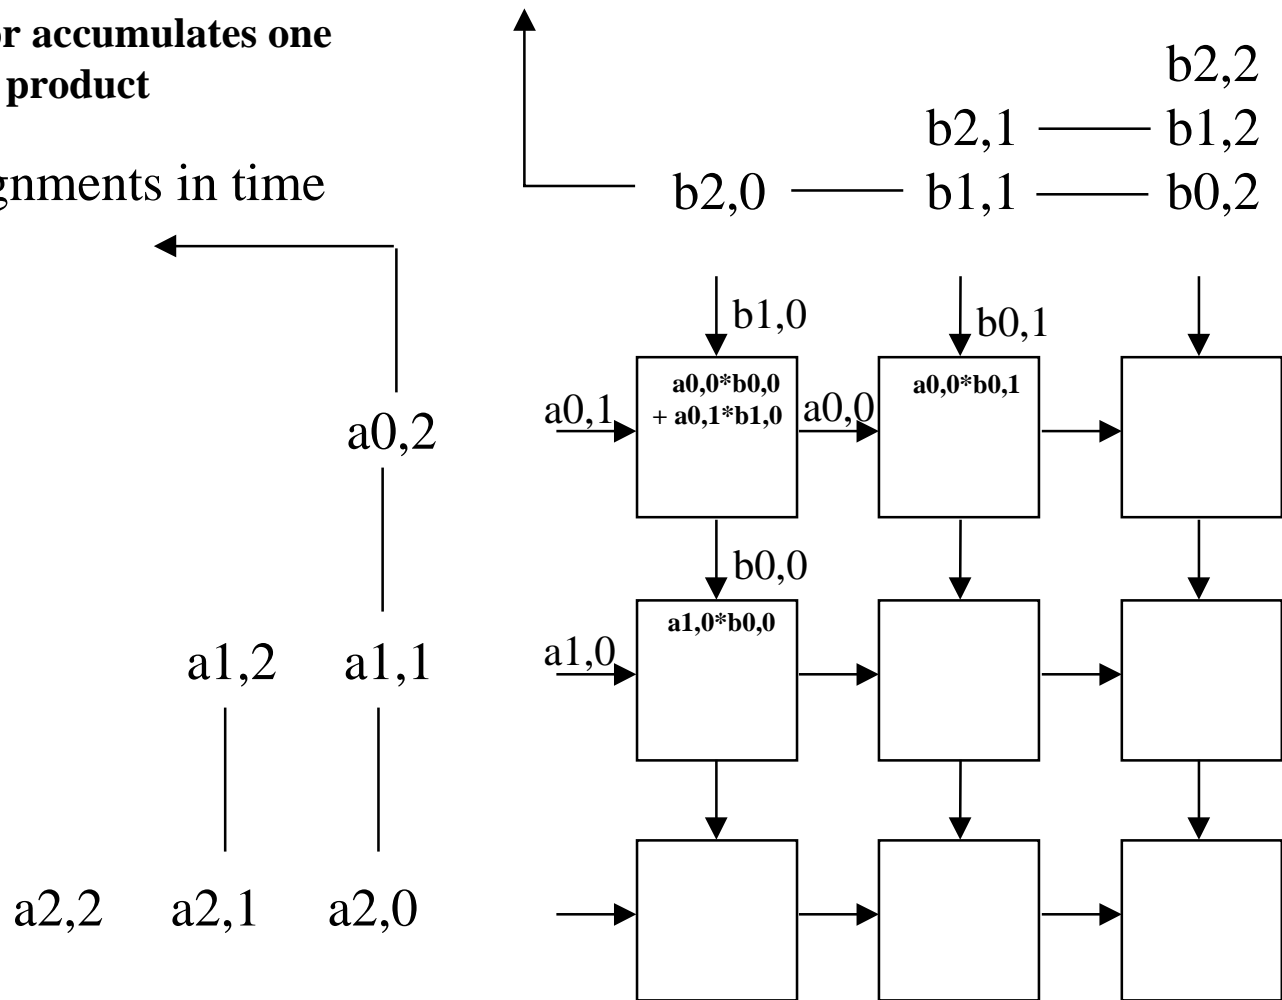 accumulates one
product
in time
b2,2
b2,1 b1,2
b2,0 b1,1 b0,2
b1,0 b0,1
a0,0*b0,0
+ a0,1*b1,0
a0,0*b0,1
a0,1 a0,0
a0,2
b0,0
a1,0*b0,0
a1,0
a1,2 a1,1
a2,2 a2,1 a2,0